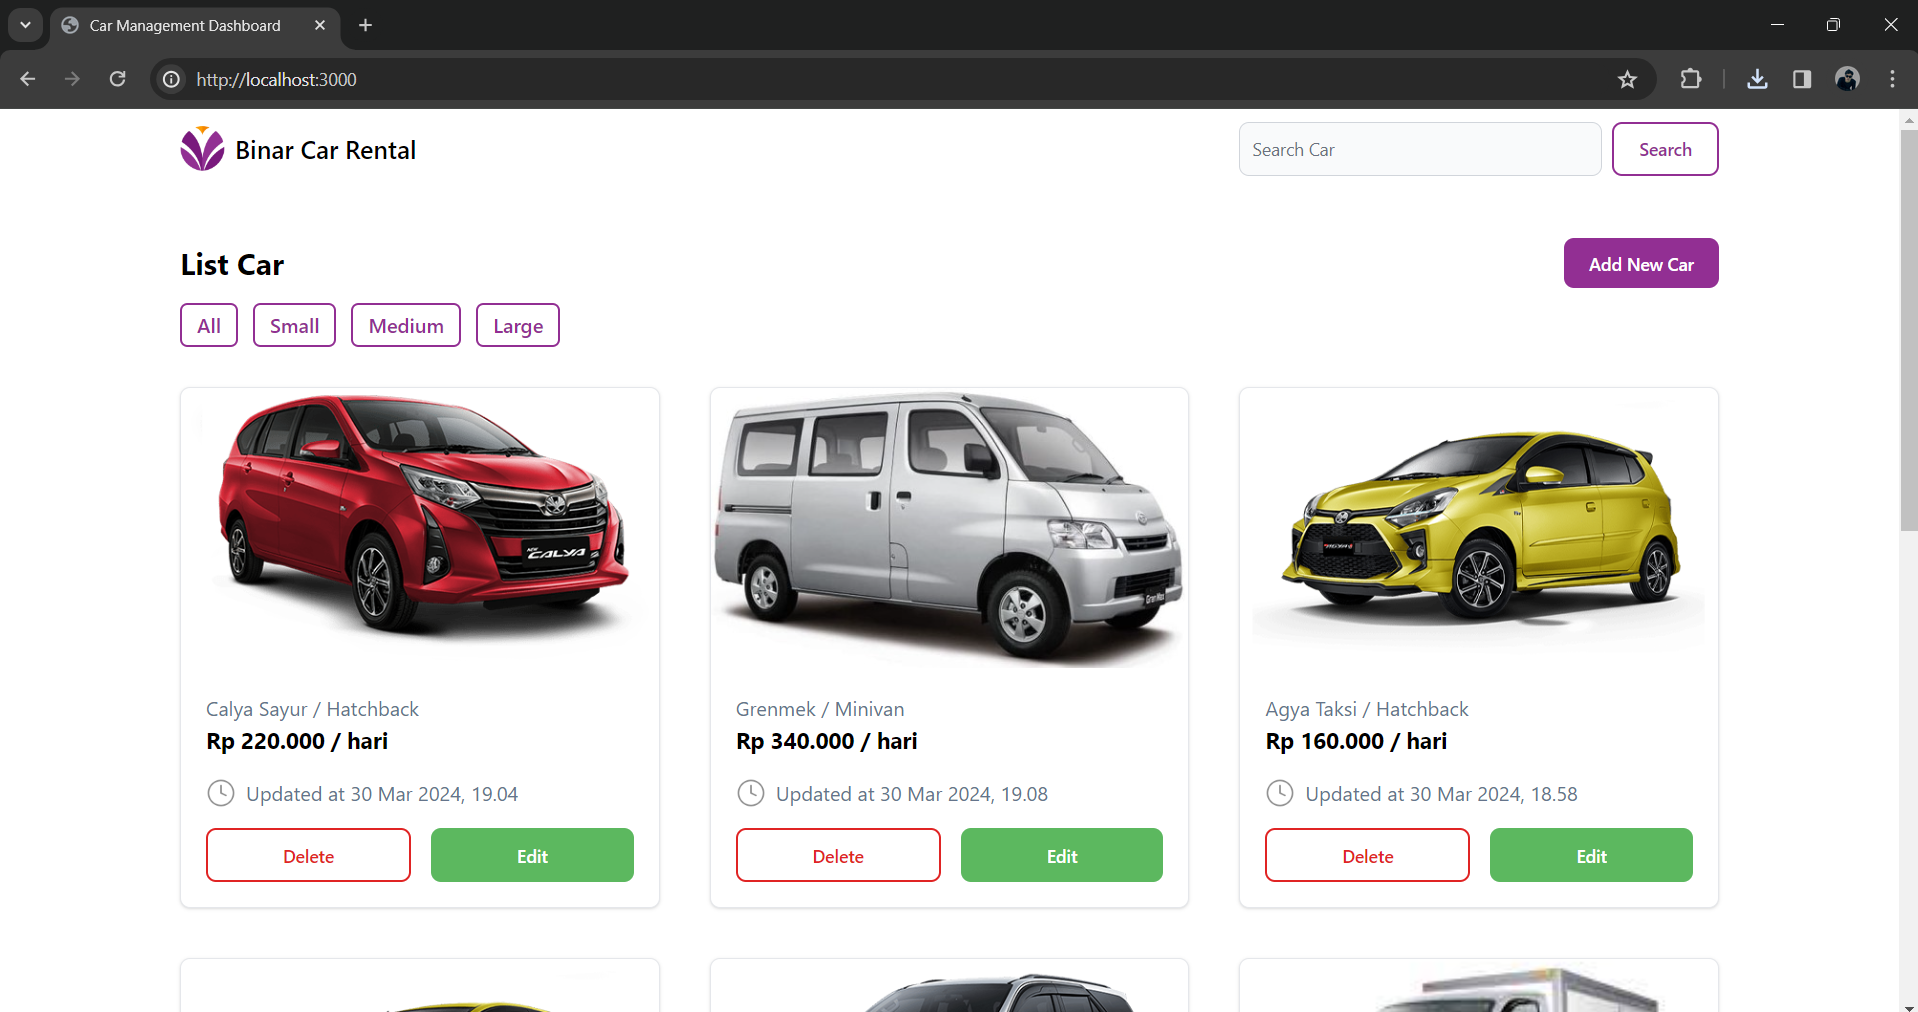 Car Management Dashboard
http://localhost:3000
Binar Car Rental
Search Car
Search
List Car
Add New Car
All
Small
Medium
Large
NEW CALYA
Gran Max
Calya Sayur / Hatchback
Rp 220.000 / hari
Updated at 30 Mar 2024, 19.04
Delete
Edit
Grenmek / Minivan
Rp 340.000 / hari
Updated at 30 Mar 2024, 19.08
Delete
Edit
Agya Taksi / Hatchback
Rp 160.000 / hari
Updated at 30 Mar 2024, 18.58
Delete
Edit